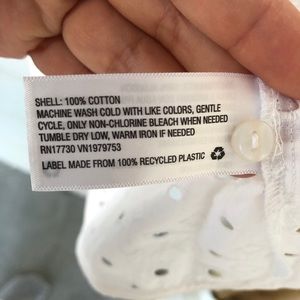 SHELL: 100% COTTON
MACHINE WASH COLD WITH LIKE COLORS, GENTLE
CYCLE, ONLY NON-CHLORINE BLEACH WHEN NEEDED
TUMBLE DRY LOW, WARM IRON IF NEEDED
RN17730 VN1979753
LABEL MADE FROM 100% RECYCLED PLASTIC